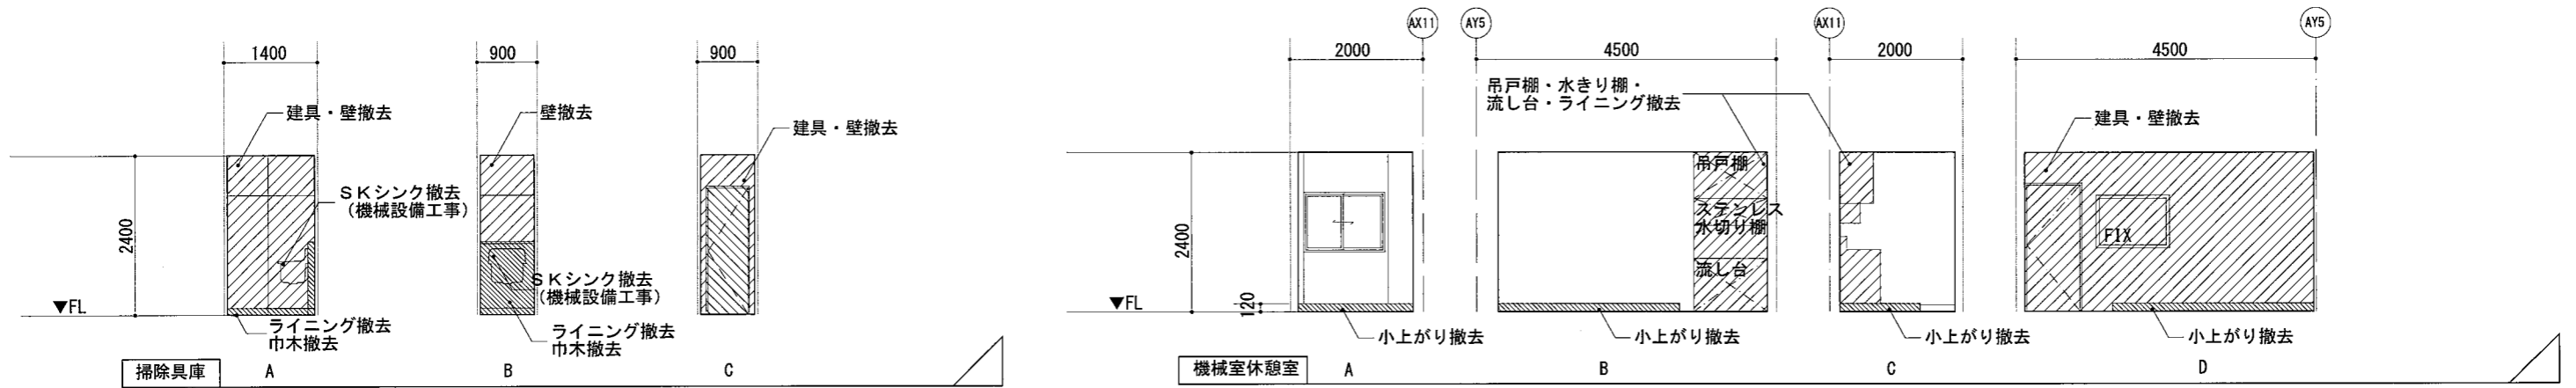 1400
建具・壁撤去
SKシンク撤去
（機械設備工事）
2400
▼FL
ライニング撤去
巾木撤去
900
壁撤去
SKシンク撤去
（機械設備工事）
ライニング撤去
巾木撤去
900
建具・壁撤去
掃除具庫
A
B
C
AX11
2000
2400
▼FL
120
小上がり撤去
AY5
4500
吊戸棚・水きり棚・
流し台・ライニング撤去
吊戸棚
ステンレス
水切り棚
流し台
小上がり撤去
AX11
2000
小上がり撤去
AY5
4500
建具・壁撤去
FIX
小上がり撤去
機械室休憩室
A
B
C
D